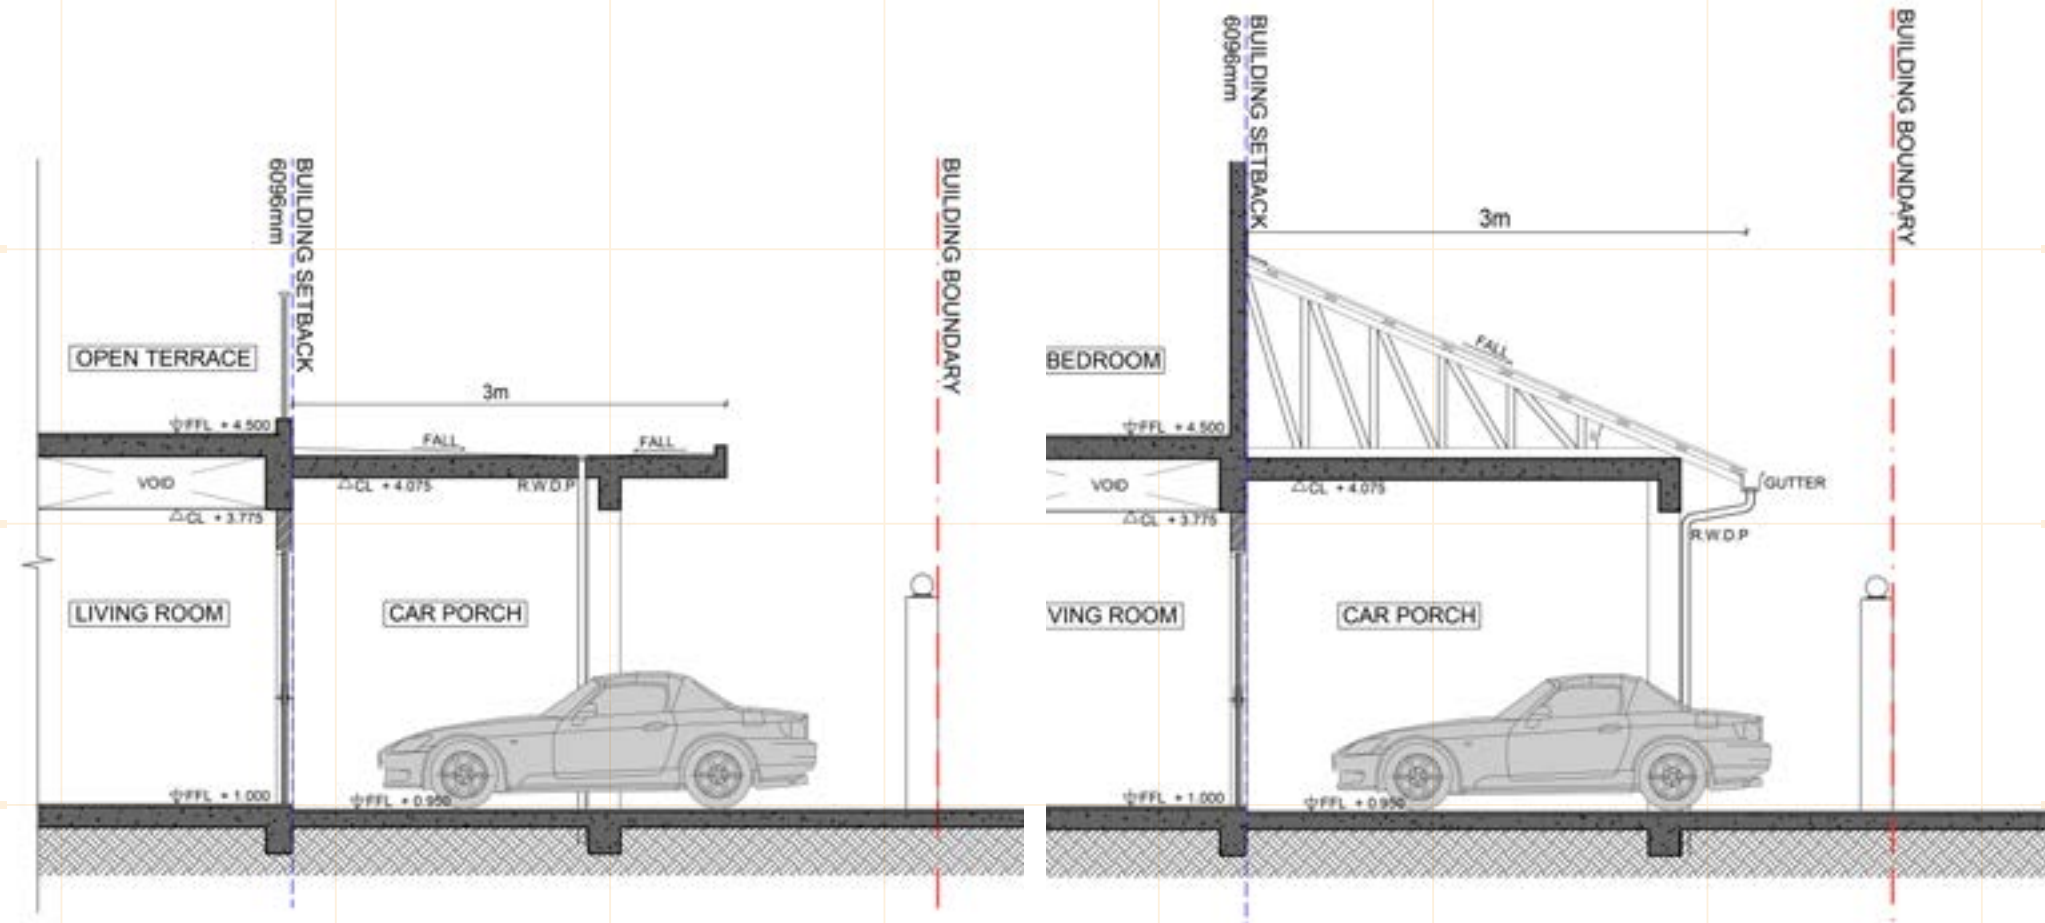 BUILDING SETBACK
6096mm
BUILDING BOUNDARY
OPEN TERRACE
3m
FFL + 4.500
FALL
FALL
VOID
CL + 4.075
R.W.D.P
CL + 3.775
LIVING ROOM
CAR PORCH
FFL + 1.000
FFL + 0.950
BUILDING SETBACK
6096mm
BUILDING BOUNDARY
3m
BEDROOM
FALL
FFL + 4.500
VOID
CL + 4.075
GUTTER
CL + 3.775
R.W.D.P
VING ROOM
CAR PORCH
FFL + 1.000
FFL + 0.950